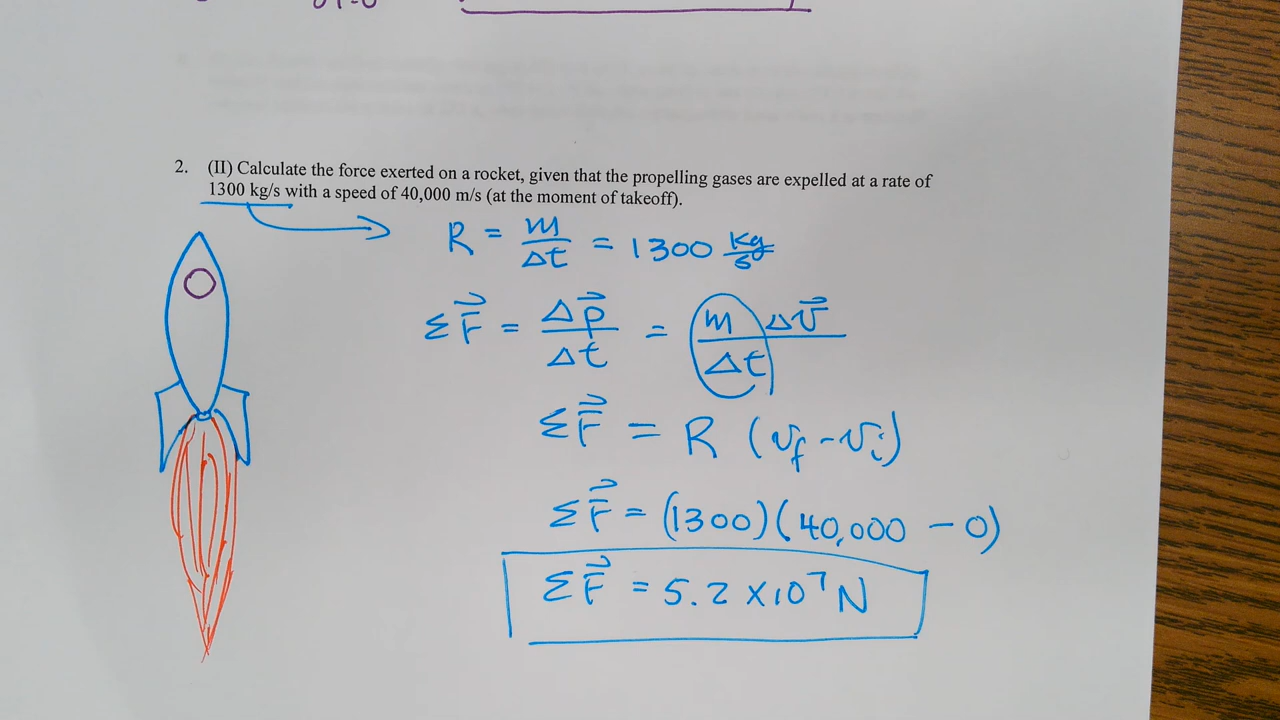 2. (II) Calculate the force exerted on a rocket, given that the propelling gases are expelled at a rate of
1300 kg/s with a speed of 40,000 m/s (at the moment of takeoff).
R = m/Δt = 1300 kg/s
ΣF⃗ = Δp⃗/Δt = m Δv⃗/Δt
ΣF⃗ = R (vf - vi)
ΣF⃗ = (1300)(40,000 - 0)
ΣF⃗ = 5.2 x 10⁷ N